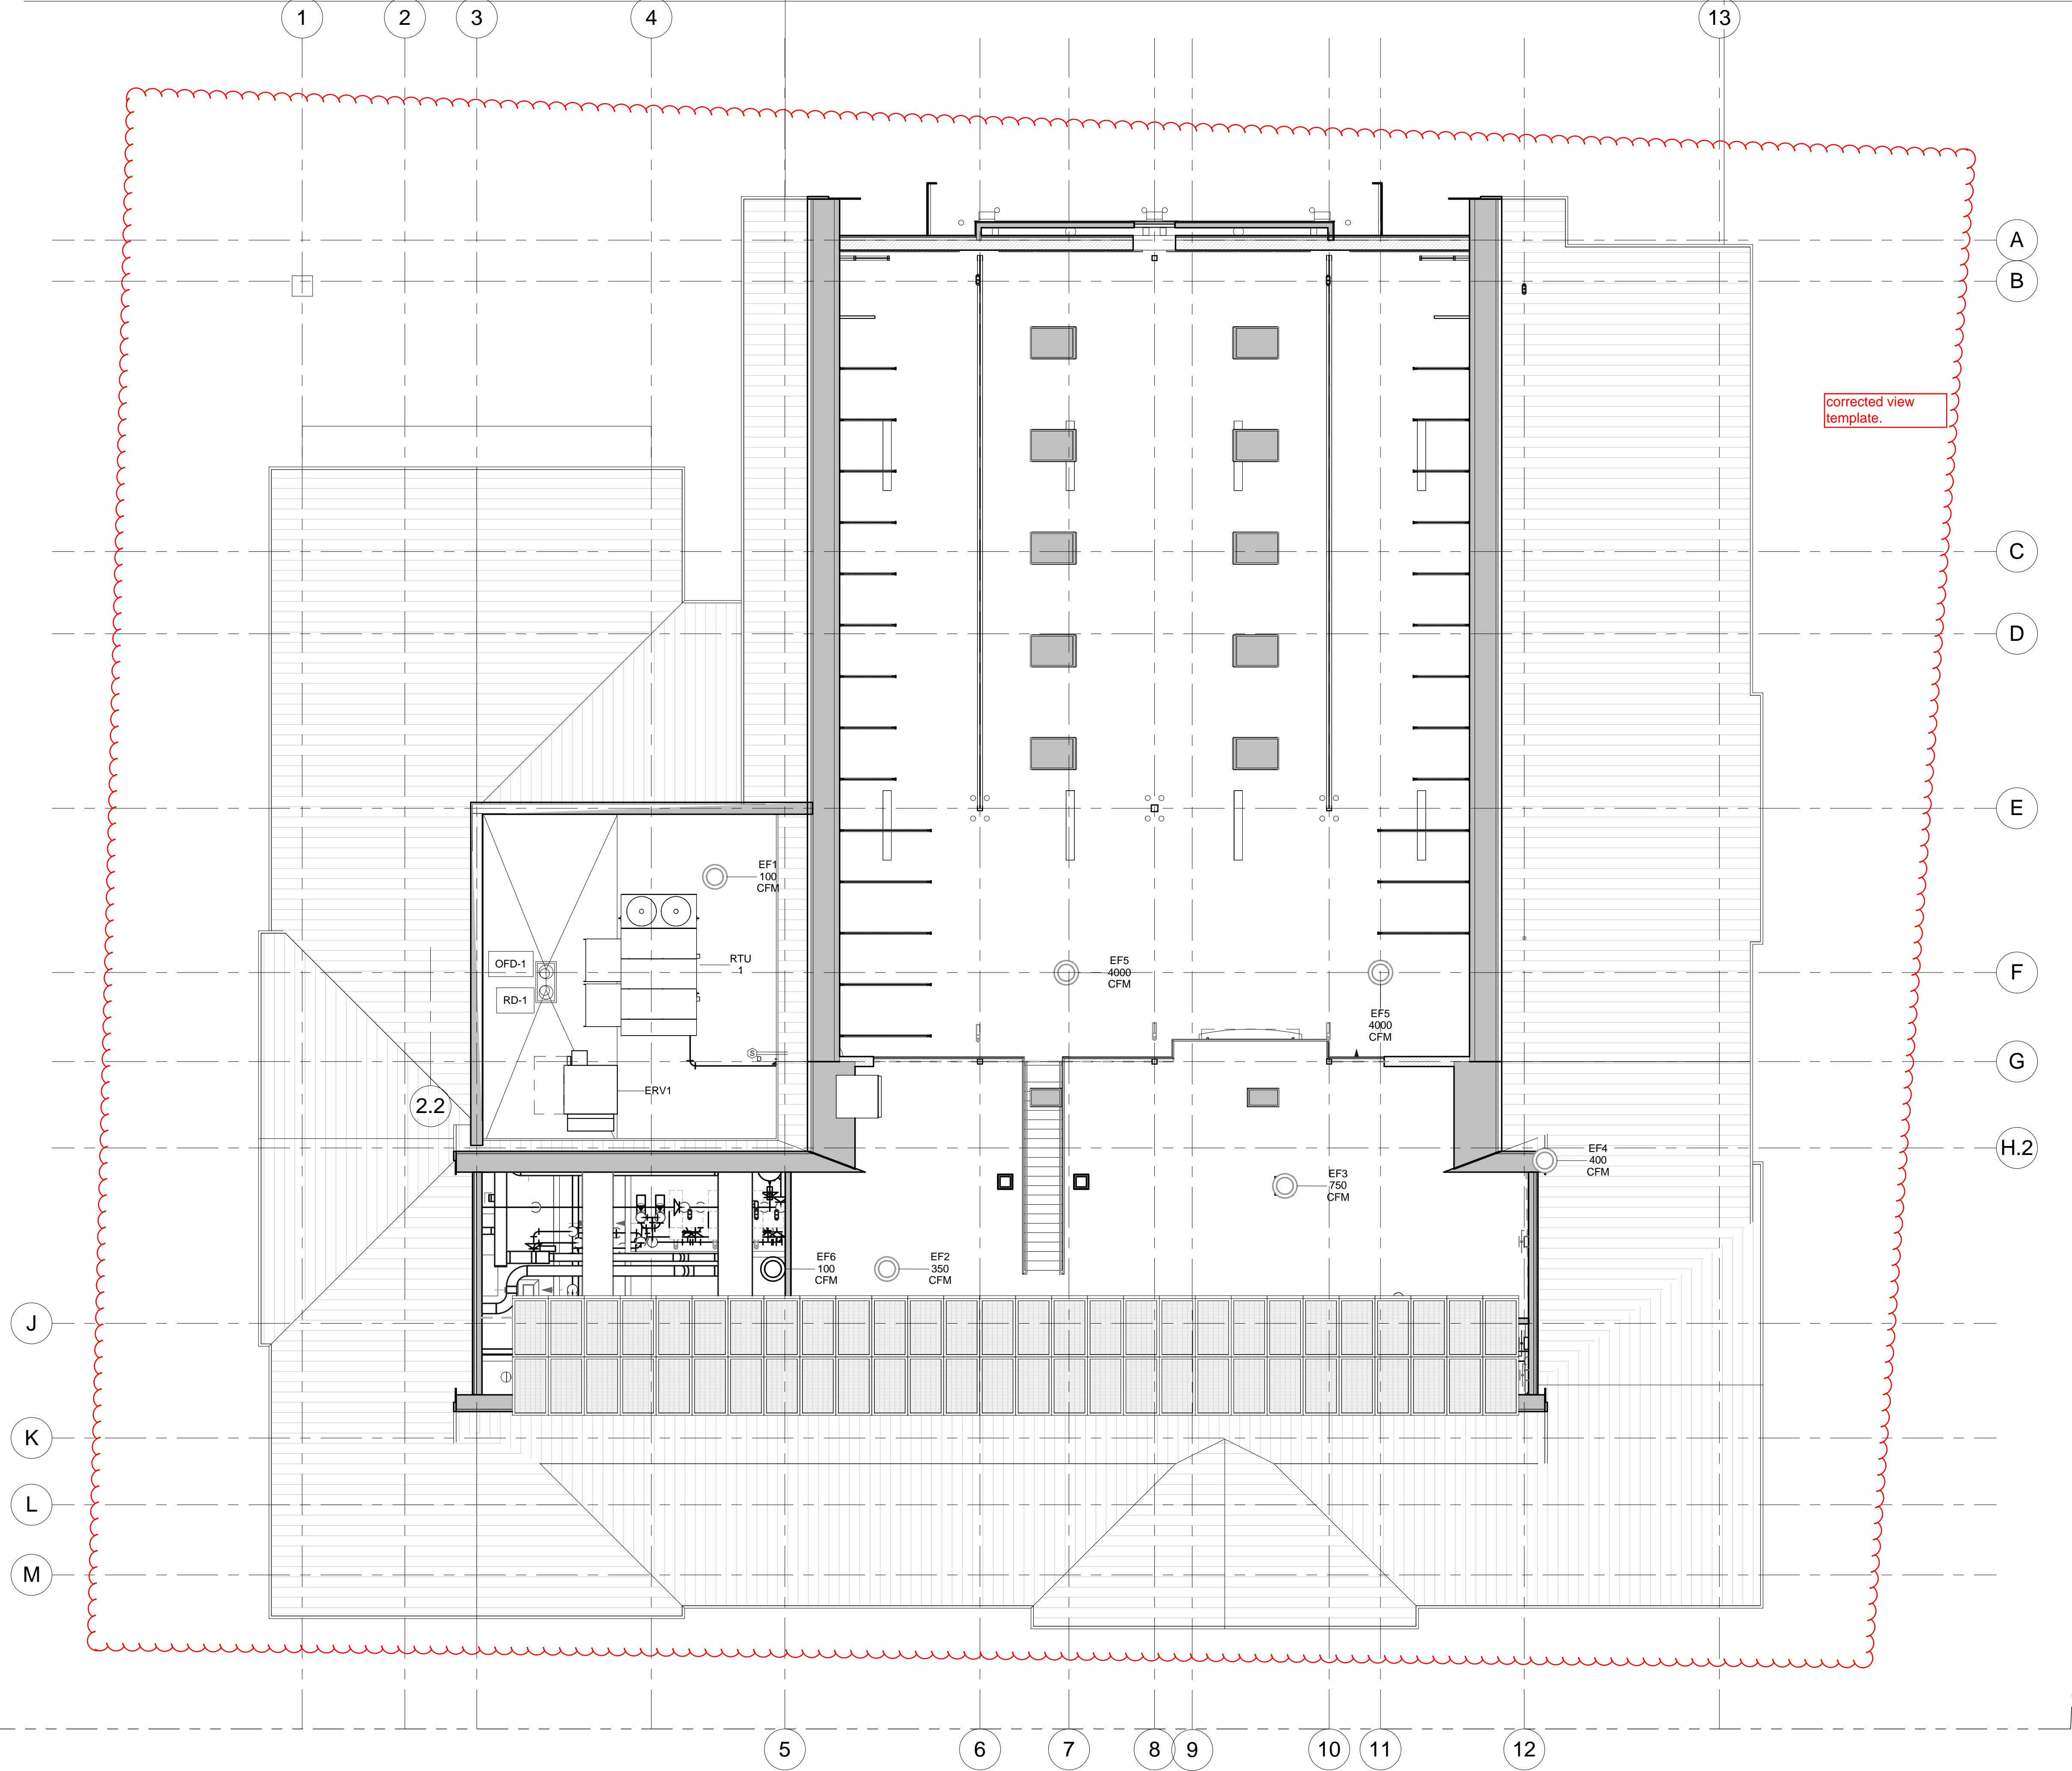 1
2
3
4
13
A
B
corrected view
template.
C
D
E
EF1
100
CFM
OFD-1
RTU
1
RD-1
EF5
4000
CFM
F
EF5
4000
CFM
S
D
G
ERV1
2.2
H.2
EF4
400
CFM
EF3
750
CFM
EF6
100
CFM
EF2
350
CFM
J
K
L
M
5
6
7
8
9
10
11
12